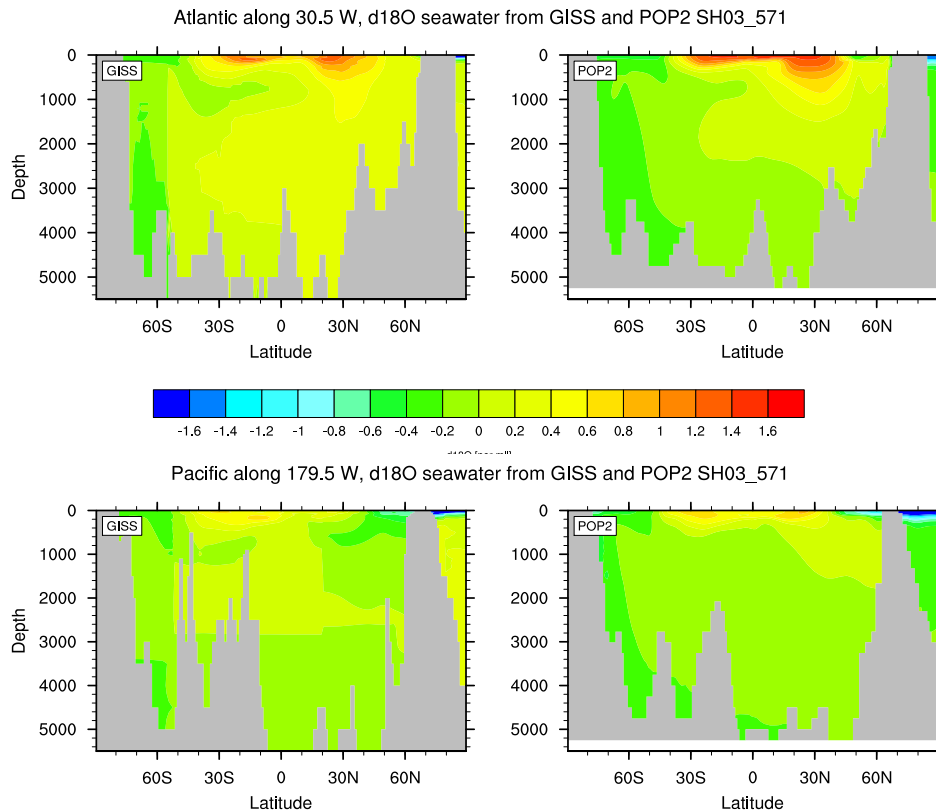 Atlantic along 30.5 W, d18O seawater from GISS and POP2 SH03_571
GISS
POP2
0
1000
2000
3000
4000
5000
Depth
60S 30S 0 30N 60N
Latitude
0
1000
2000
3000
4000
5000
60S 30S 0 30N 60N
Latitude
-1.6 -1.4 -1.2 -1 -0.8 -0.6 -0.4 -0.2 0 0.2 0.4 0.6 0.8 1 1.2 1.4 1.6
Pacific along 179.5 W, d18O seawater from GISS and POP2 SH03_571
GISS
POP2
0
1000
2000
3000
4000
5000
Depth
60S 30S 0 30N 60N
Latitude
0
1000
2000
3000
4000
5000
60S 30S 0 30N 60N
Latitude